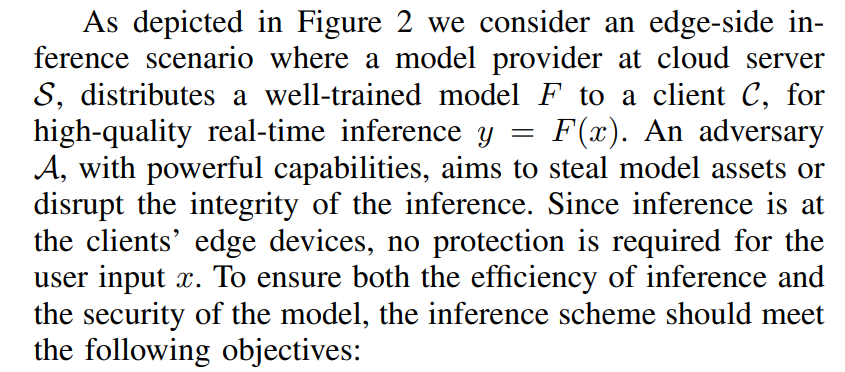 As depicted in Figure 2 we consider an edge-side in-
ference scenario where a model provider at cloud server
𝒮, distributes a well-trained model F to a client 𝒞, for
high-quality real-time inference y = F(x). An adversary
𝒜, with powerful capabilities, aims to steal model assets or
disrupt the integrity of the inference. Since inference is at
the clients’ edge devices, no protection is required for the
user input x. To ensure both the efficiency of inference and
the security of the model, the inference scheme should meet
the following objectives: